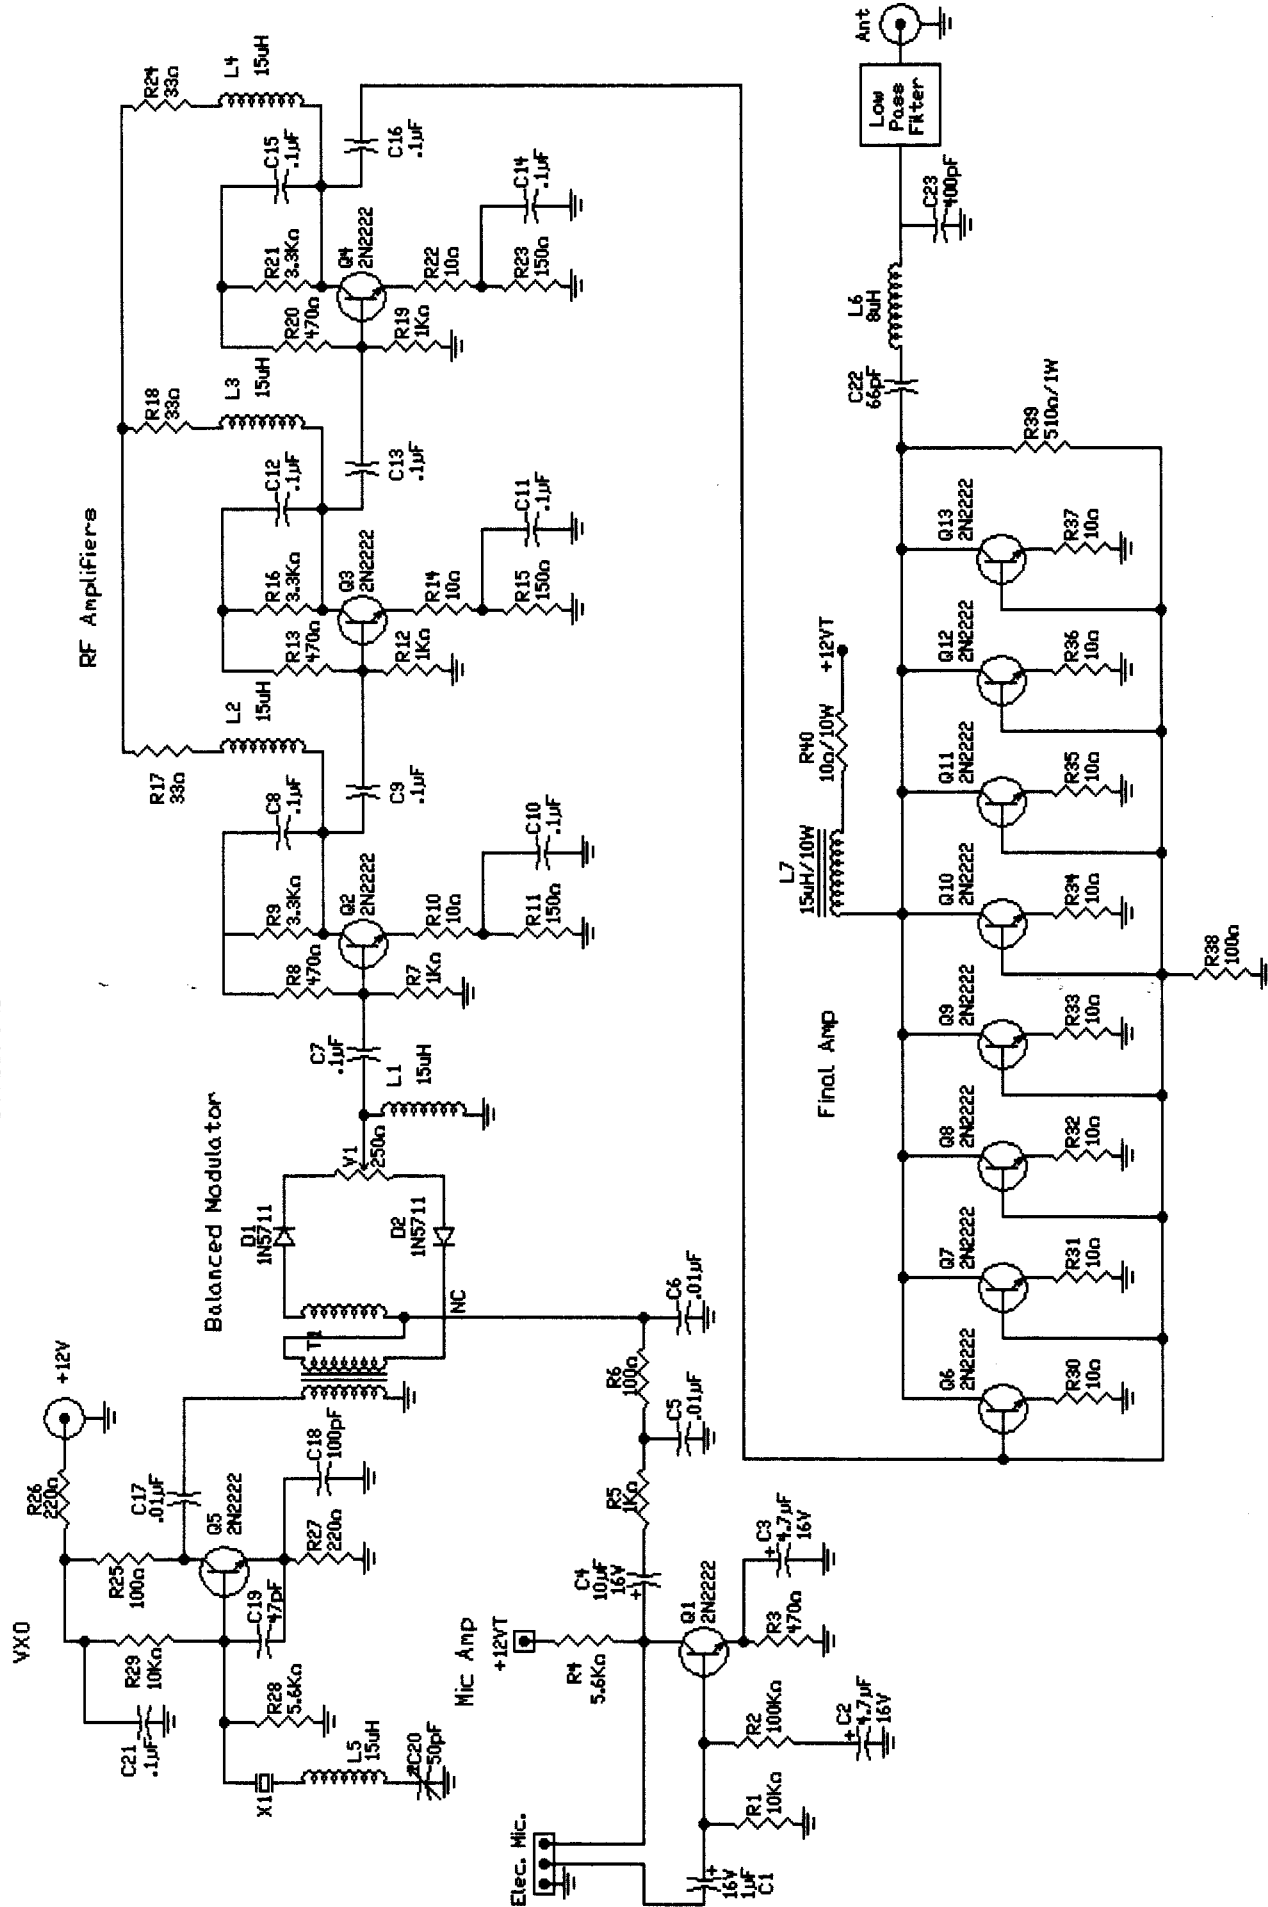 VXO
+12V
R26
220Ω
C21
.1µF
R29
10KΩ
R25
100Ω
C17
.01µF
Q5
2N2222
C19
47pF
R28
5.6KΩ
X1
L5
15uH
C20
50pF
R27
220Ω
C18
100pF
Balanced Modulator
T1
D1
1N5711
V1
250Ω
D2
1N5711
NC
L1
15uH
C7
.1µF
RF Amplifiers
R17
33Ω
L2
15uH
R8
470Ω
R9
3.3KΩ
C8
.1µF
Q2
2N2222
R7
1KΩ
R10
10Ω
R11
150Ω
C10
.1µF
C9
.1µF
R18
33Ω
L3
15uH
R13
470Ω
R16
3.3KΩ
C12
.1µF
Q3
2N2222
R12
1KΩ
R14
10Ω
R15
150Ω
C11
.1µF
C13
.1µF
R24
33Ω
L4
15uH
R20
470Ω
R21
3.3KΩ
C15
.1µF
Q4
2N2222
R19
1KΩ
R22
10Ω
R23
150Ω
C14
.1µF
C16
.1µF
Mic Amp
Elec. Mic.
+12VT
R4
5.6KΩ
C4
10µF
16V
R5
1KΩ
C5
.01µF
R6
100Ω
C6
.01µF
16V
1µF
C1
R1
10KΩ
R2
100KΩ
C2
4.7µF
16V
Q1
2N2222
R3
470Ω
C3
4.7µF
16V
Final Amp
L7
15uH/10W
R40
10Ω/10W
+12VT
Q6
2N2222
R30
10Ω
Q7
2N2222
R31
10Ω
Q8
2N2222
R32
10Ω
Q9
2N2222
R33
10Ω
Q10
2N2222
R34
10Ω
Q11
2N2222
R35
10Ω
Q12
2N2222
R36
10Ω
Q13
2N2222
R37
10Ω
R38
100Ω
R39
510Ω/1W
C22
66pF
L6
8uH
C23
400pF
Low
Pass
Filter
Ant